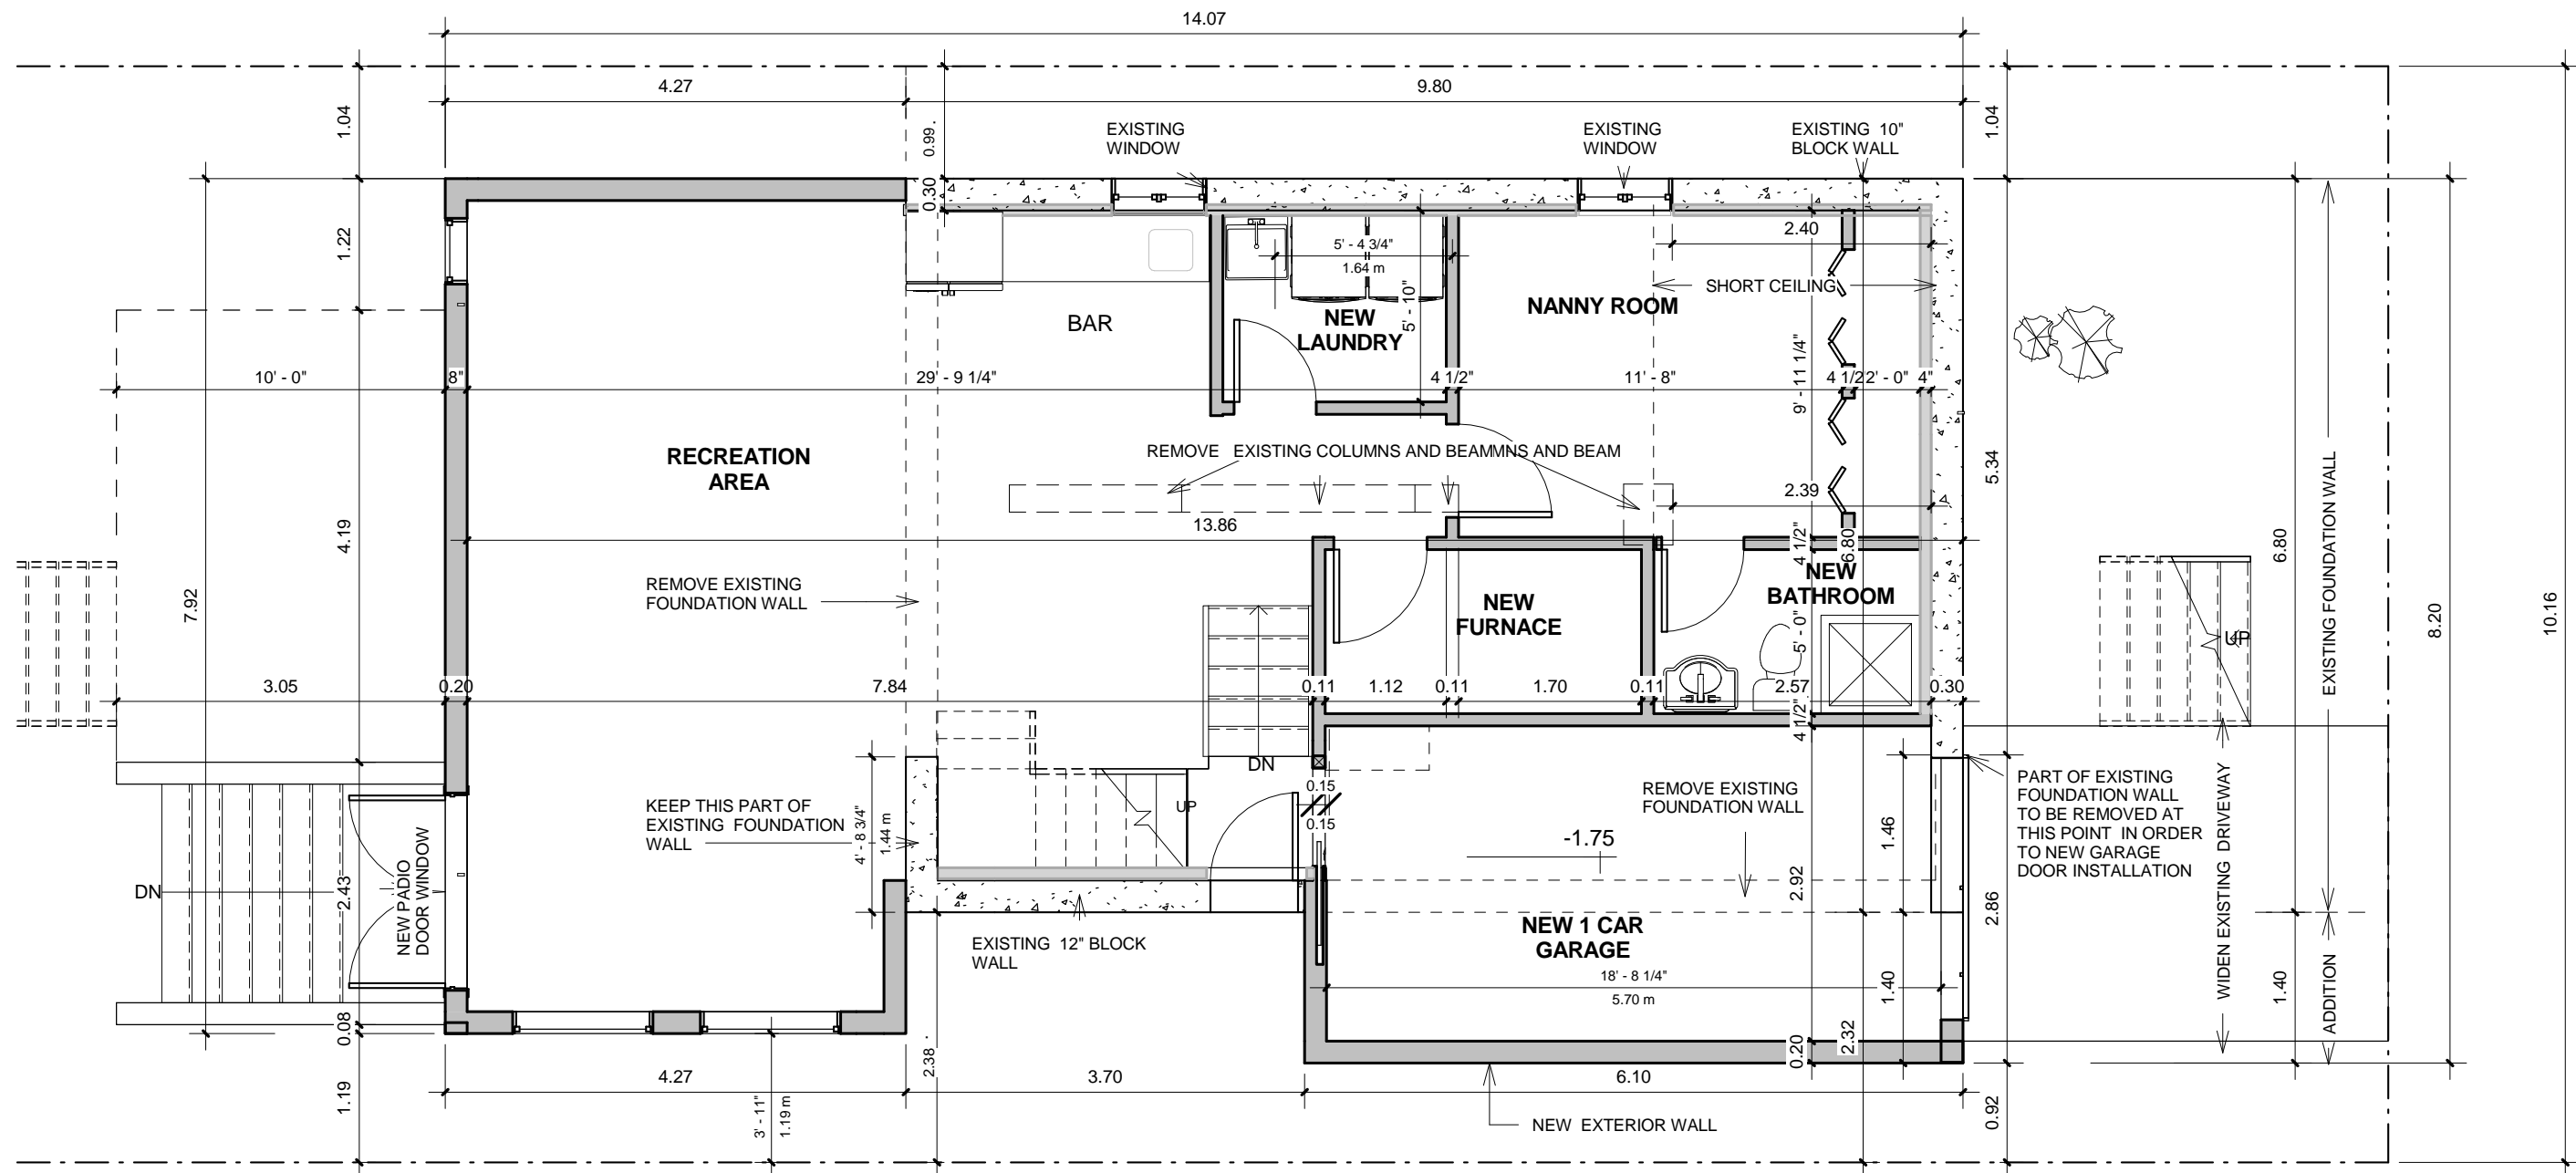 14.07
4.27
9.80
1.04
0.99
1.04
EXISTING
WINDOW
EXISTING
WINDOW
EXISTING 10"
BLOCK WALL
0.30
1.22
2.40
5' - 4 3/4"
1.64 m
SHORT CEILING
5' - 10"
NANNY ROOM
BAR
NEW
LAUNDRY
9' - 11 1/4"
10' - 0"
8"
29' - 9 1/4"
4 1/2"
11' - 8"
4 1/2
2' - 0"
4"
RECREATION
AREA
REMOVE EXISTING COLUMNS AND BEAM
MNS AND BEAM
5.34
EXISTING FOUNDATION WALL
2.39
4.19
13.86
4 1/2"
6.80
6.80
7.92
REMOVE EXISTING
FOUNDATION WALL
NEW
FURNACE
NEW
BATHROOM
5' - 0"
UP
8.20
10.16
3.05
0.20
7.84
0.11
1.12
0.11
1.70
0.11
2.57
0.30
4 1/2"
DN
0.15
0.15
UP
KEEP THIS PART OF
EXISTING FOUNDATION
WALL
4' - 8 3/4"
1.44 m
REMOVE EXISTING
FOUNDATION WALL
-1.75
1.46
PART OF EXISTING
FOUNDATION WALL
TO BE REMOVED AT
THIS POINT IN ORDER
TO NEW GARAGE
DOOR INSTALLATION
WIDEN EXISTING DRIVEWAY
DN
2.43
NEW PADIO
DOOR WINDOW
2.92
2.86
EXISTING 12" BLOCK
WALL
NEW 1 CAR
GARAGE
18' - 8 1/4"
5.70 m
1.40
1.40
ADDITION
0.08
2.38
0.20
2.32
4.27
3.70
6.10
1.19
3' - 11"
1.19 m
0.92
NEW EXTERIOR WALL